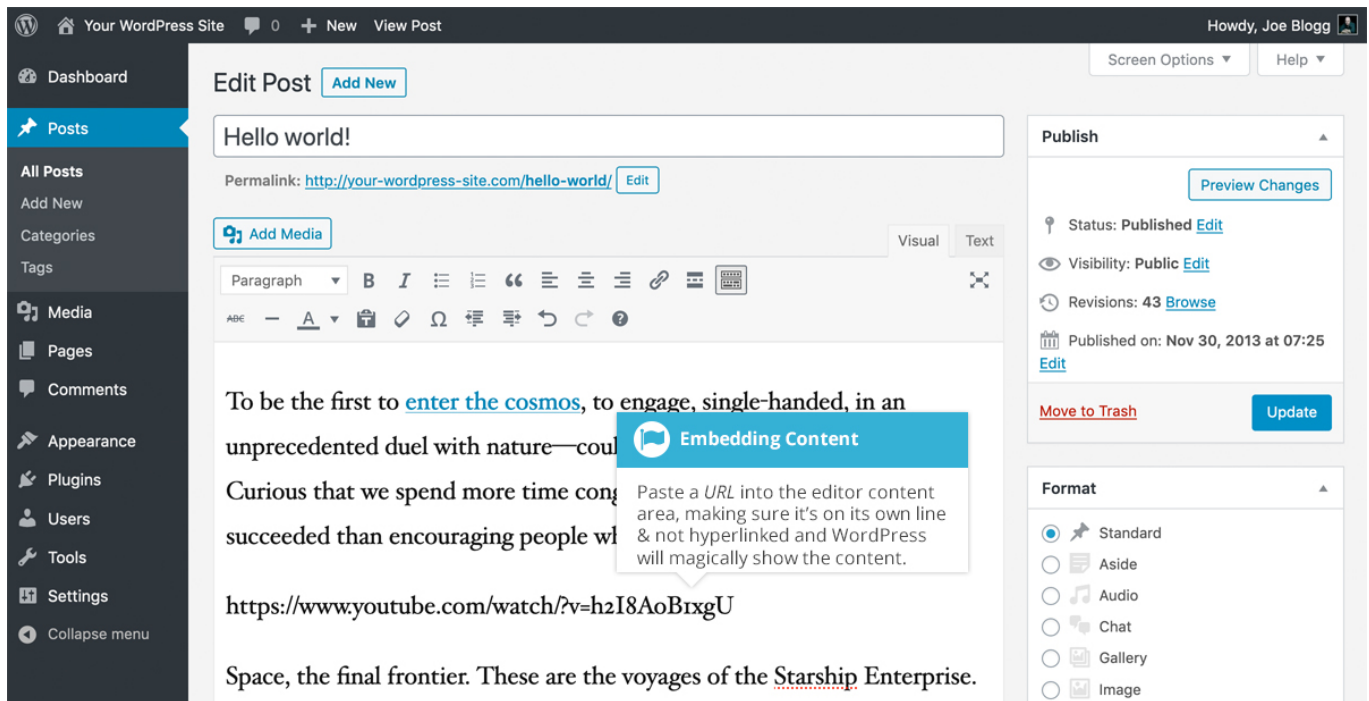 Your WordPress Site 0 New View Post Howdy, Joe Blogg
Dashboard
Posts
All Posts
Add New
Categories
Tags
Media
Pages
Comments
Appearance
Plugins
Users
Tools
Settings
Collapse menu
Screen Options Help
Edit Post Add New
Hello world!
Permalink: http://your-wordpress-site.com/hello-world/ Edit
Add Media
Visual Text
Paragraph B I
ABC A Ω
To be the first to enter the cosmos, to engage, single-handed, in an
unprecedented duel with nature—coul
Curious that we spend more time cong
succeeded than encouraging people wh
Embedding Content
Paste a URL into the editor content
area, making sure it's on its own line
& not hyperlinked and WordPress
will magically show the content.
https://www.youtube.com/watch/?v=h2I8AoB1xgU
Space, the final frontier. These are the voyages of the Starship Enterprise.
Publish
Preview Changes
Status: Published Edit
Visibility: Public Edit
Revisions: 43 Browse
Published on: Nov 30, 2013 at 07:25
Edit
Move to Trash Update
Format
Standard
Aside
Audio
Chat
Gallery
Image